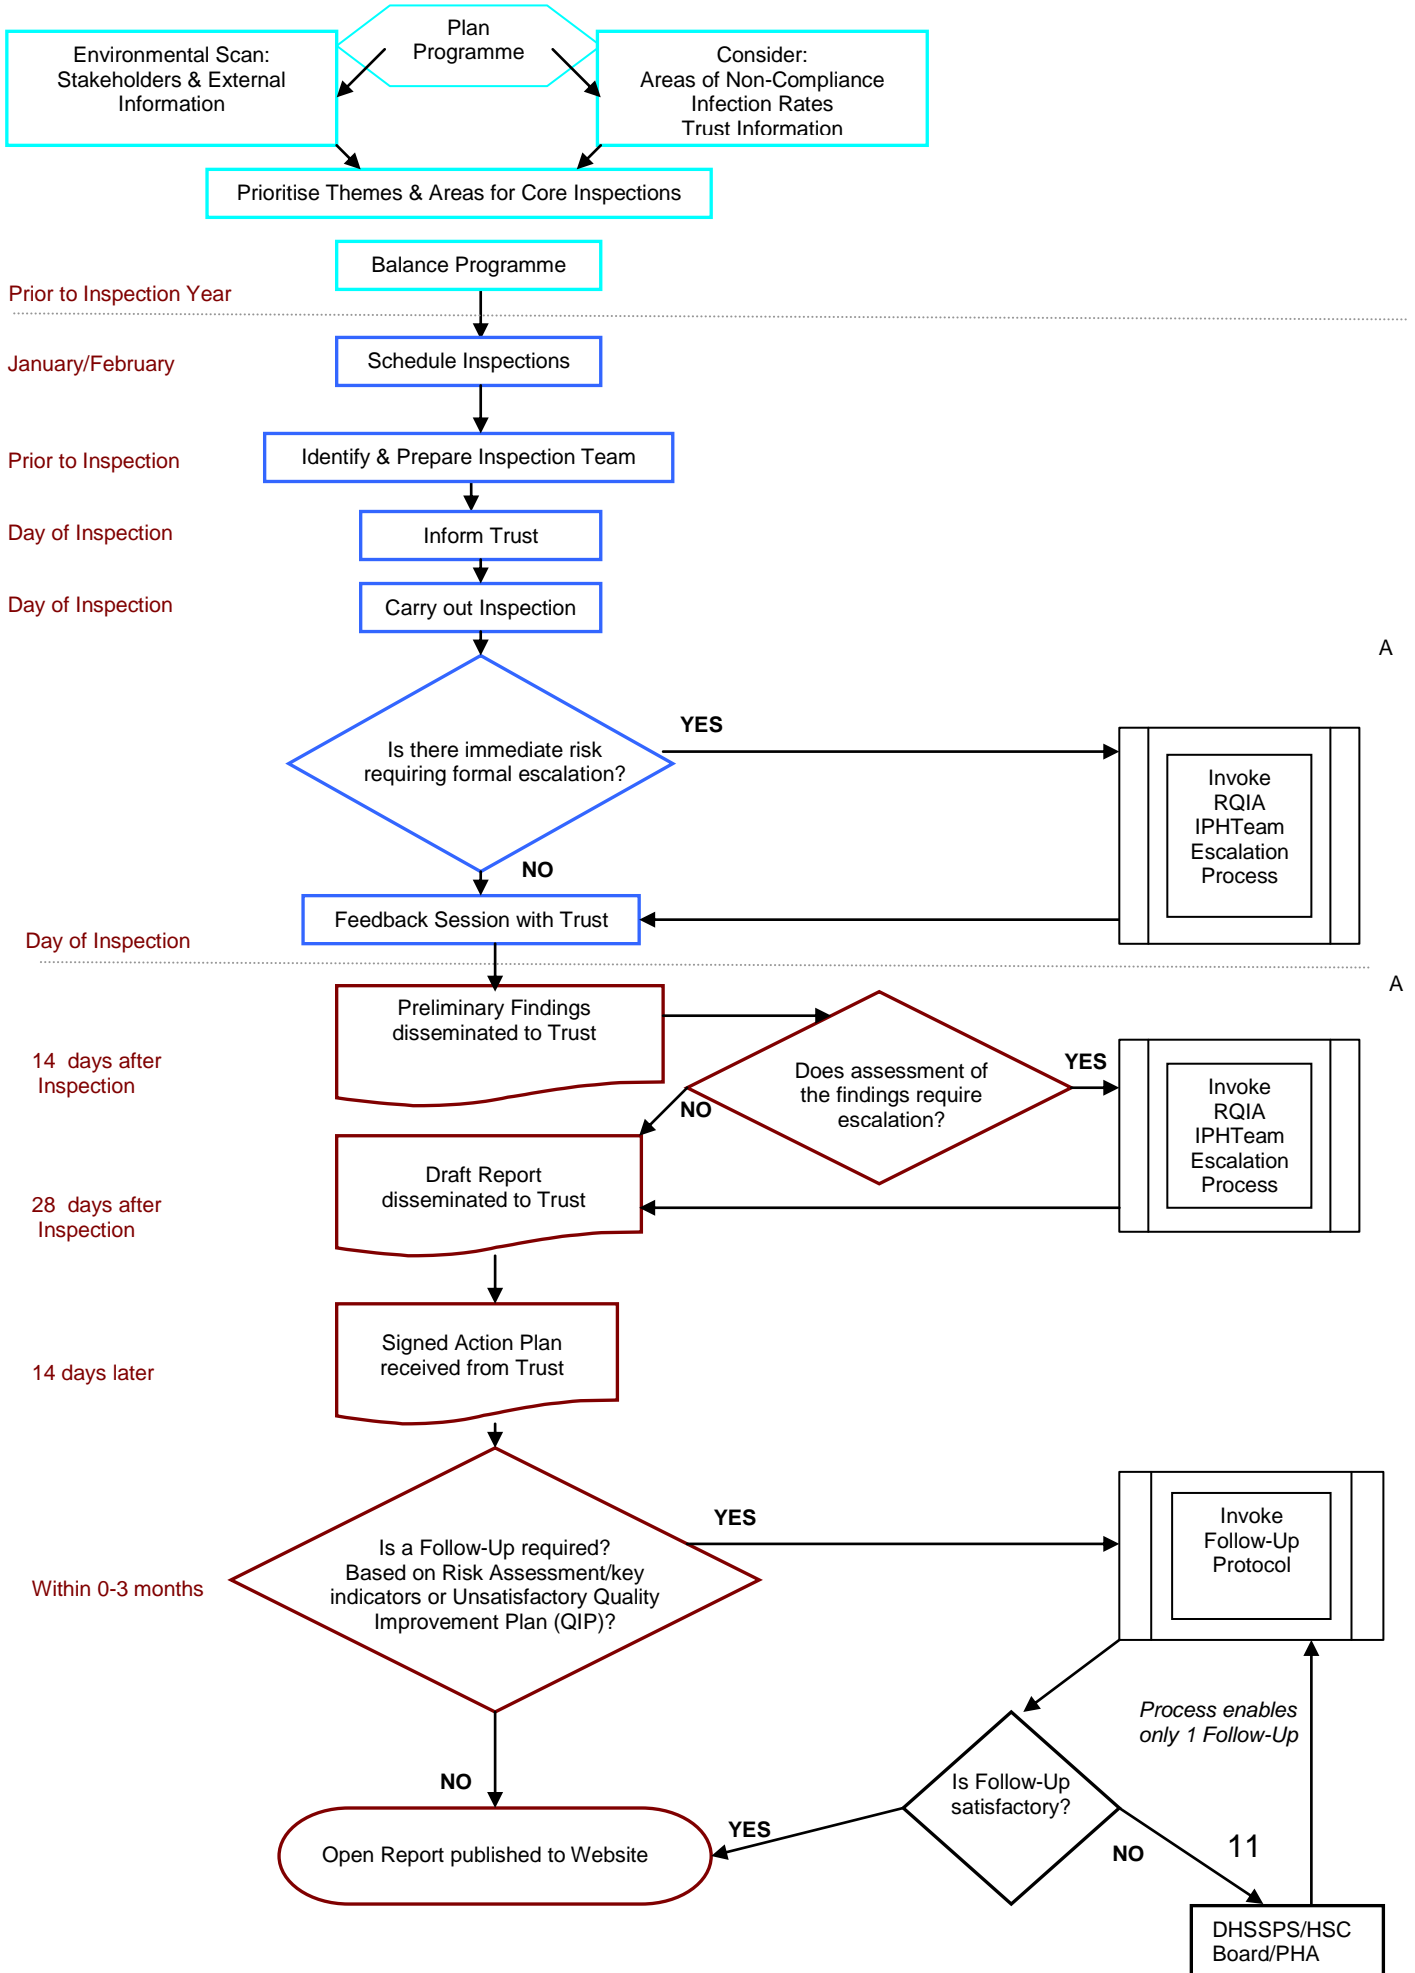 Plan
Programme
Environmental Scan:
Stakeholders & External
Information
Consider:
Areas of Non-Compliance
Infection Rates
Trust Information
Prioritise Themes & Areas for Core Inspections
Balance Programme
Prior to Inspection Year
January/February
Schedule Inspections
Prior to Inspection
Identify & Prepare Inspection Team
Day of Inspection
Inform Trust
Day of Inspection
Carry out Inspection
A
Is there immediate risk
requiring formal escalation?
YES
Invoke
RQIA
IPHTeam
Escalation
Process
NO
Feedback Session with Trust
Day of Inspection
A
Preliminary Findings
disseminated to Trust
14 days after
Inspection
Does assessment of
the findings require
escalation?
YES
NO
Invoke
RQIA
IPHTeam
Escalation
Process
Draft Report
disseminated to Trust
28 days after
Inspection
Signed Action Plan
received from Trust
14 days later
Is a Follow-Up required?
Based on Risk Assessment/key
indicators or Unsatisfactory Quality
Improvement Plan (QIP)?
YES
Invoke
Follow-Up
Protocol
Within 0-3 months
Process enables
only 1 Follow-Up
NO
Is Follow-Up
satisfactory?
YES
NO
11
Open Report published to Website
DHSSPS/HSC
Board/PHA